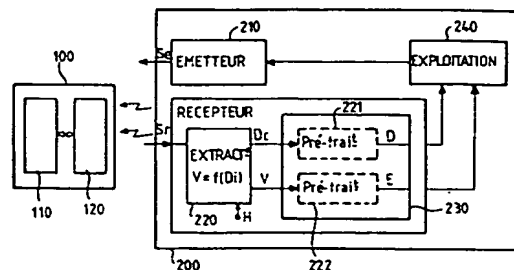 210
240
100
Se
EMETTEUR
EXPLOITATION
221
RECEPTEUR
Sr
Dc
Pré-trait
D
EXTRACT
V = f(Di)
V
Pré-trait
E
220
H
230
110
120
200
222